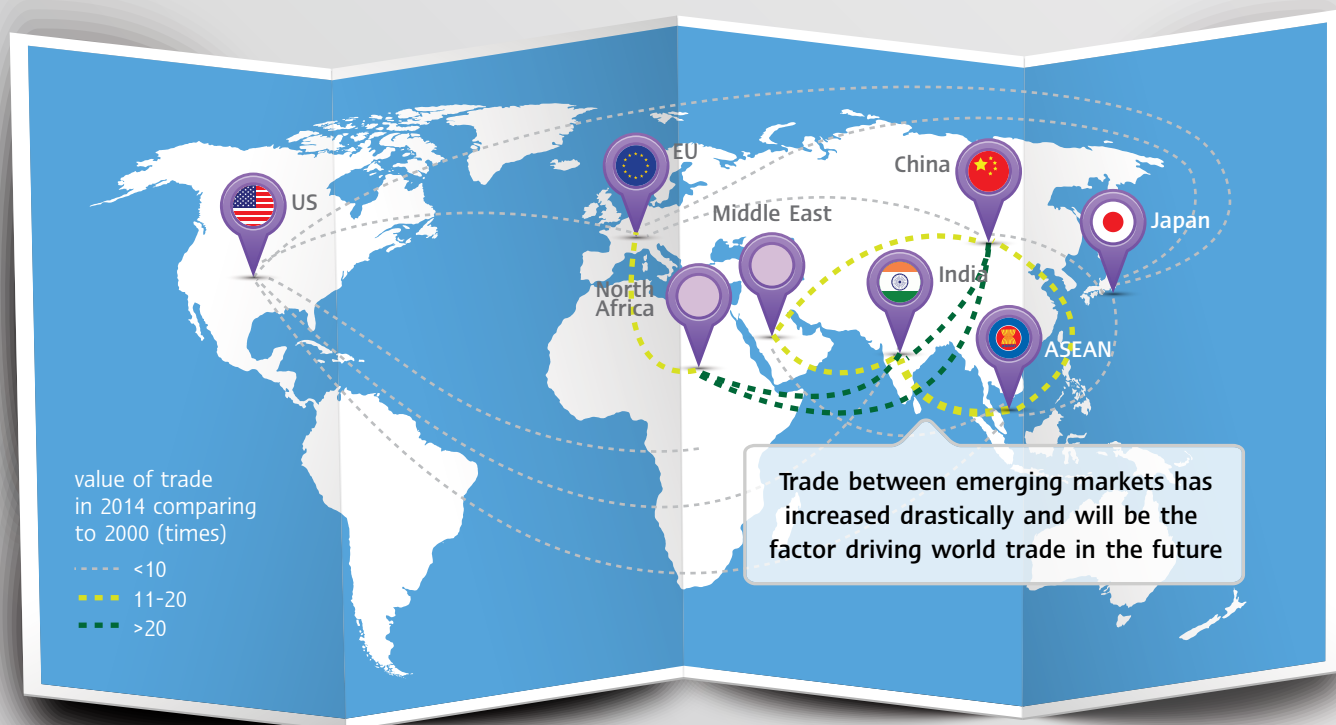 EU
China
US
Middle East
Japan
North
Africa
India
ASEAN
value of trade
in 2014 comparing
to 2000 (times)
<10
11-20
>20
Trade between emerging markets has
increased drastically and will be the
factor driving world trade in the future